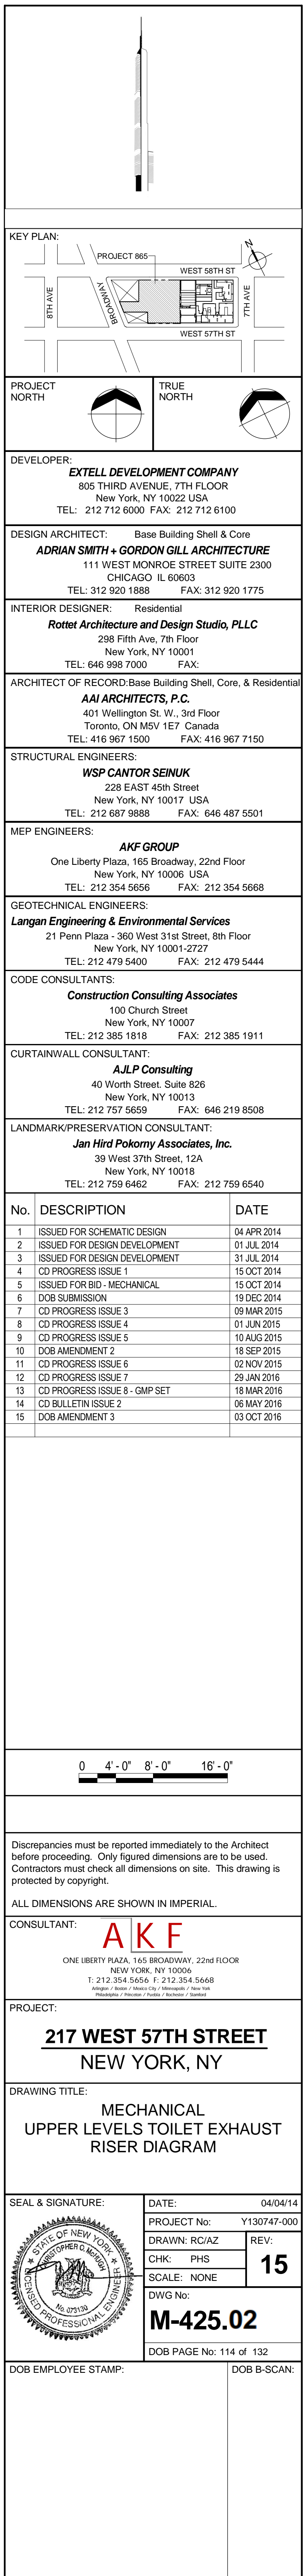 KEY PLAN:
PROJECT 865
N
WEST 58TH ST
8TH AVE
BROADWAY
7TH AVE
WEST 57TH ST
PROJECT NORTH
TRUE NORTH
DEVELOPER:
EXTELL DEVELOPMENT COMPANY
805 THIRD AVENUE, 7TH FLOOR
New York, NY 10022 USA
TEL: 212 712 6000 FAX: 212 712 6100
DESIGN ARCHITECT: Base Building Shell & Core
ADRIAN SMITH + GORDON GILL ARCHITECTURE
111 WEST MONROE STREET SUITE 2300
CHICAGO IL 60603
TEL: 312 920 1888 FAX: 312 920 1775
INTERIOR DESIGNER: Residential
Rottet Architecture and Design Studio, PLLC
298 Fifth Ave, 7th Floor
New York, NY 10001
TEL: 646 998 7000 FAX:
ARCHITECT OF RECORD:Base Building Shell, Core, & Residential
AAI ARCHITECTS, P.C.
401 Wellington St. W., 3rd Floor
Toronto, ON M5V 1E7 Canada
TEL: 416 967 1500 FAX: 416 967 7150
STRUCTURAL ENGINEERS:
WSP CANTOR SEINUK
228 EAST 45th Street
New York, NY 10017 USA
TEL: 212 687 9888 FAX: 646 487 5501
MEP ENGINEERS:
AKF GROUP
One Liberty Plaza, 165 Broadway, 22nd Floor
New York, NY 10006 USA
TEL: 212 354 5656 FAX: 212 354 5668
GEOTECHNICAL ENGINEERS:
Langan Engineering & Environmental Services
21 Penn Plaza - 360 West 31st Street, 8th Floor
New York, NY 10001-2727
TEL: 212 479 5400 FAX: 212 479 5444
CODE CONSULTANTS:
Construction Consulting Associates
100 Church Street
New York, NY 10007
TEL: 212 385 1818 FAX: 212 385 1911
CURTAINWALL CONSULTANT:
AJLP Consulting
40 Worth Street. Suite 826
New York, NY 10013
TEL: 212 757 5659 FAX: 646 219 8508
LANDMARK/PRESERVATION CONSULTANT:
Jan Hird Pokorny Associates, Inc.
39 West 37th Street, 12A
New York, NY 10018
TEL: 212 759 6462 FAX: 212 759 6540
No. DESCRIPTION DATE
1 ISSUED FOR SCHEMATIC DESIGN 04 APR 2014
2 ISSUED FOR DESIGN DEVELOPMENT 01 JUL 2014
3 ISSUED FOR DESIGN DEVELOPMENT 31 JUL 2014
4 CD PROGRESS ISSUE 1 15 OCT 2014
5 ISSUED FOR BID - MECHANICAL 15 OCT 2014
6 DOB SUBMISSION 19 DEC 2014
7 CD PROGRESS ISSUE 3 09 MAR 2015
8 CD PROGRESS ISSUE 4 01 JUN 2015
9 CD PROGRESS ISSUE 5 10 AUG 2015
10 DOB AMENDMENT 2 18 SEP 2015
11 CD PROGRESS ISSUE 6 02 NOV 2015
12 CD PROGRESS ISSUE 7 29 JAN 2016
13 CD PROGRESS ISSUE 8 - GMP SET 18 MAR 2016
14 CD BULLETIN ISSUE 2 06 MAY 2016
15 DOB AMENDMENT 3 03 OCT 2016
0 4' - 0" 8' - 0" 16' - 0"
Discrepancies must be reported immediately to the Architect
before proceeding. Only figured dimensions are to be used.
Contractors must check all dimensions on site. This drawing is
protected by copyright.
ALL DIMENSIONS ARE SHOWN IN IMPERIAL.
CONSULTANT:
AKF
ONE LIBERTY PLAZA, 165 BROADWAY, 22nd FLOOR
NEW YORK, NY 10006
T: 212.354.5656 F: 212.354.5668
Arlington / Boston / Mexico City / Minneapolis / New York
Philadelphia / Princeton / Puebla / Rochester / Stamford
PROJECT:
217 WEST 57TH STREET
NEW YORK, NY
DRAWING TITLE:
MECHANICAL
UPPER LEVELS TOILET EXHAUST
RISER DIAGRAM
SEAL & SIGNATURE:
STATE OF NEW YORK
CHRISTOPHER O. McHUGH
No. 075130
LICENSED PROFESSIONAL ENGINEER
DATE: 04/04/14
PROJECT No: Y130747-000
DRAWN: RC/AZ
REV:
15
CHK: PHS
SCALE: NONE
DWG No:
M-425.02
DOB PAGE No: 114 of 132
DOB EMPLOYEE STAMP:
DOB B-SCAN: